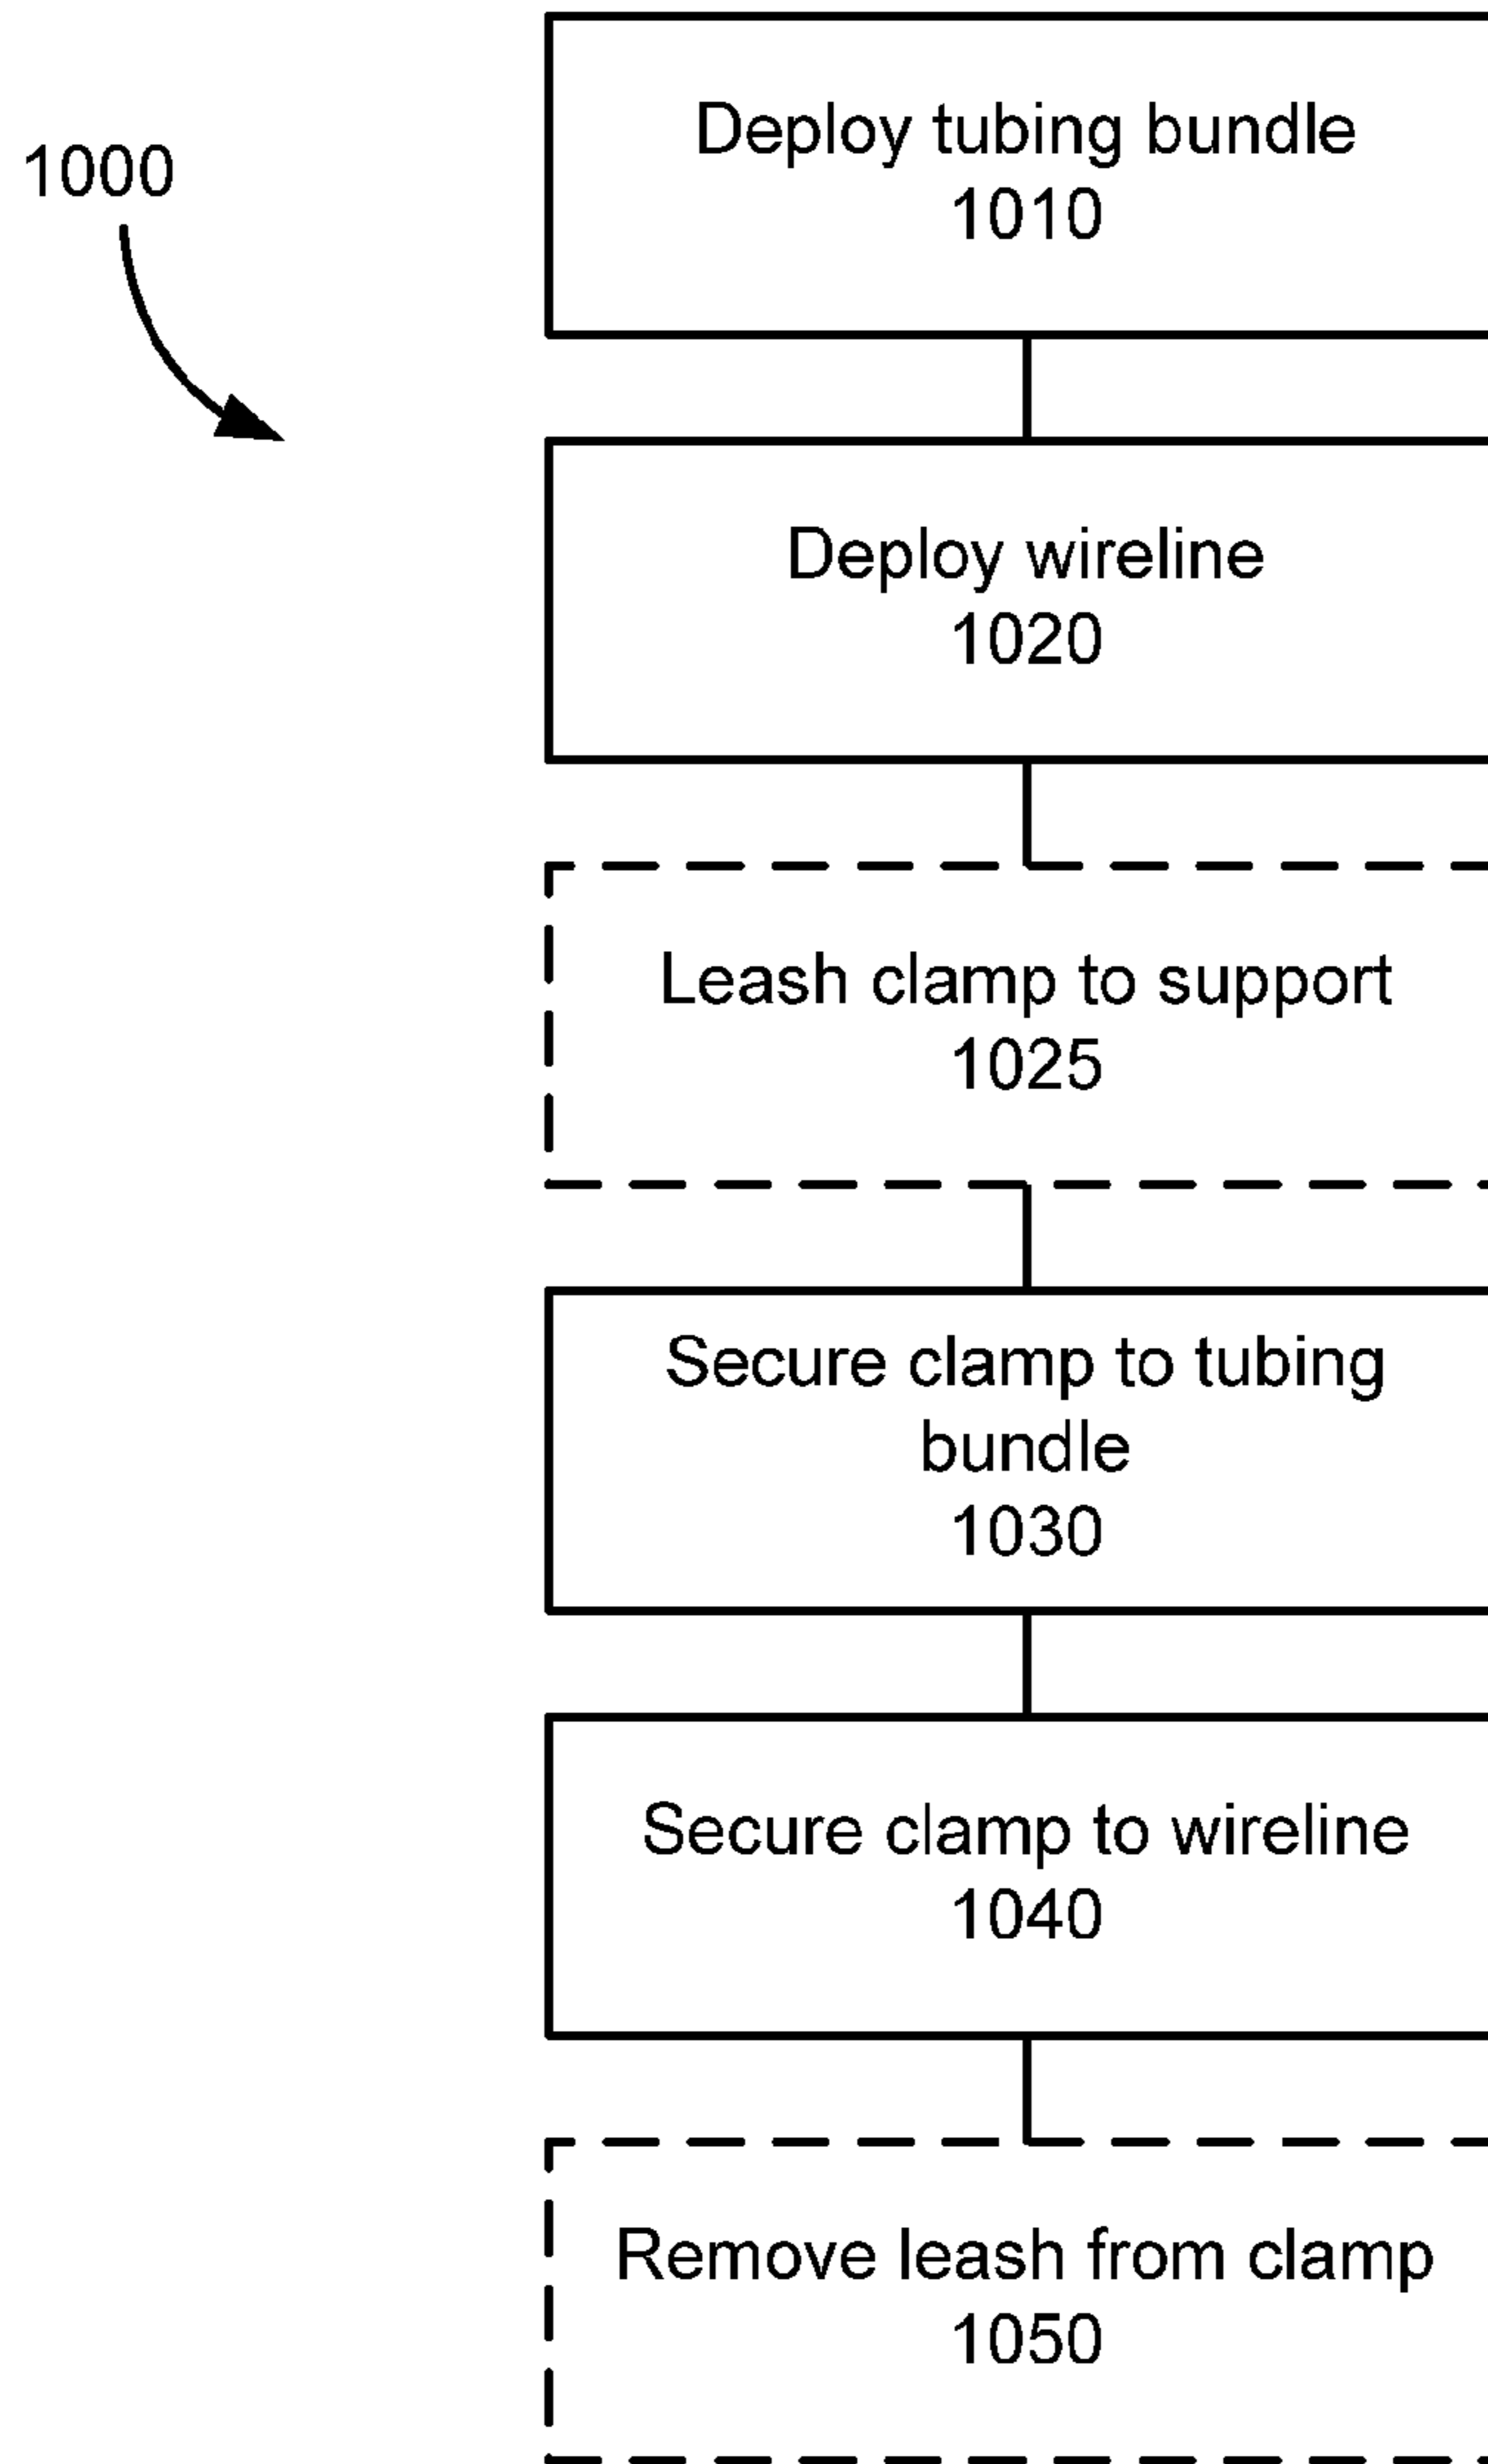 1000
Deploy tubing bundle
1010
Deploy wireline
1020
Leash clamp to support
1025
Secure clamp to tubing
bundle
1030
Secure clamp to wireline
1040
Remove leash from clamp
1050